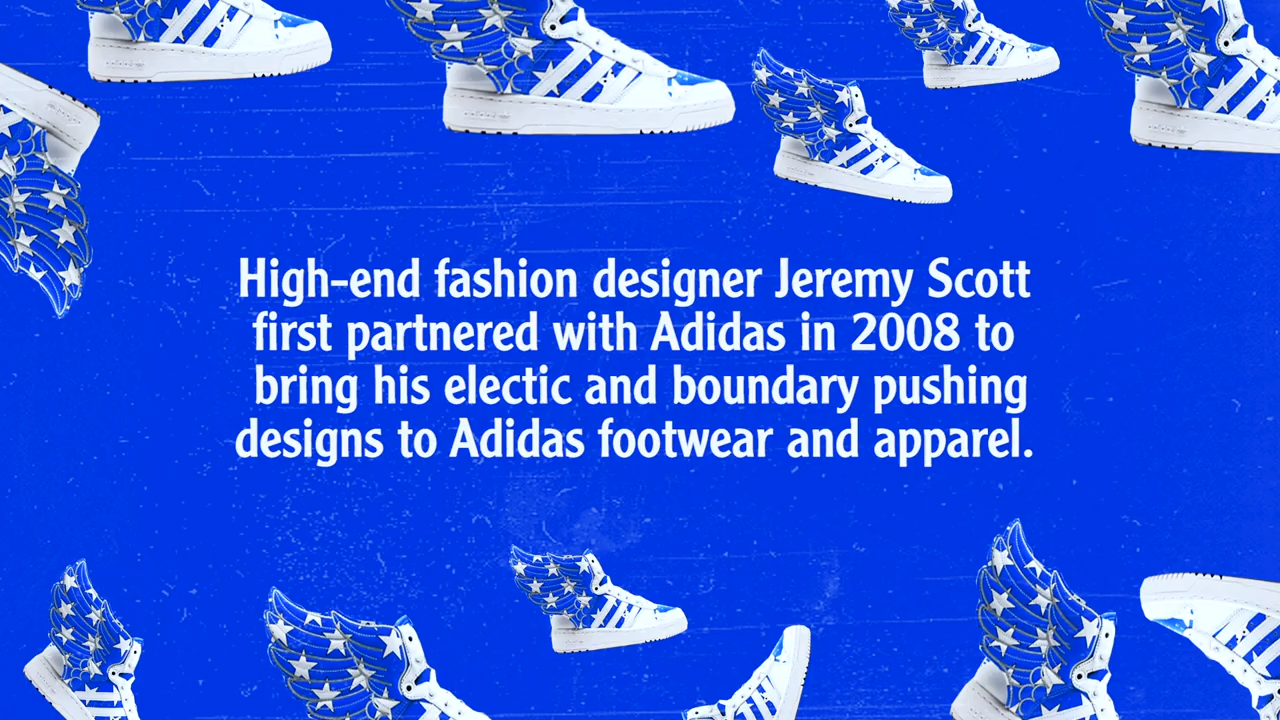 High-end fashion designer Jeremy Scott
first partnered with Adidas in 2008 to
bring his electic and boundary pushing
designs to Adidas footwear and apparel.